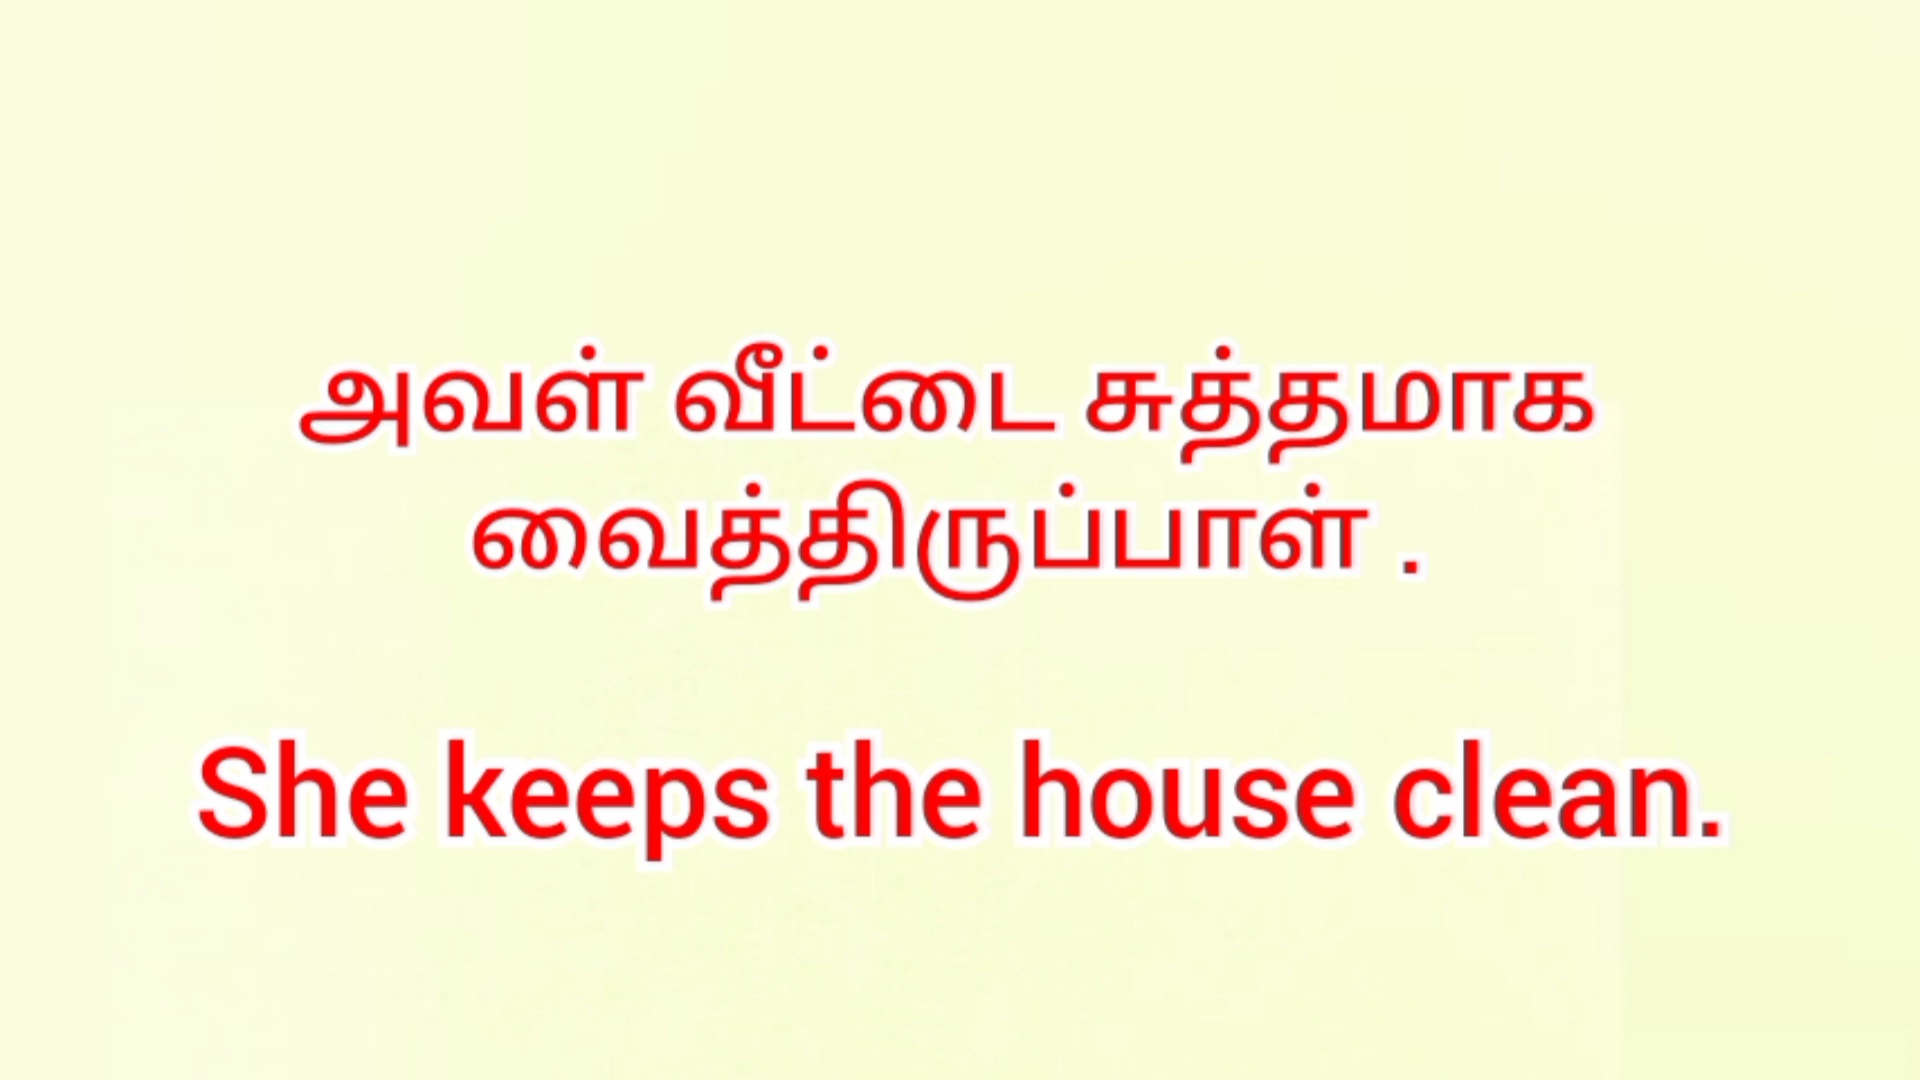 அவள் வீட்டை சுத்தமாக
வைத்திருப்பாள் .
She keeps the house clean.